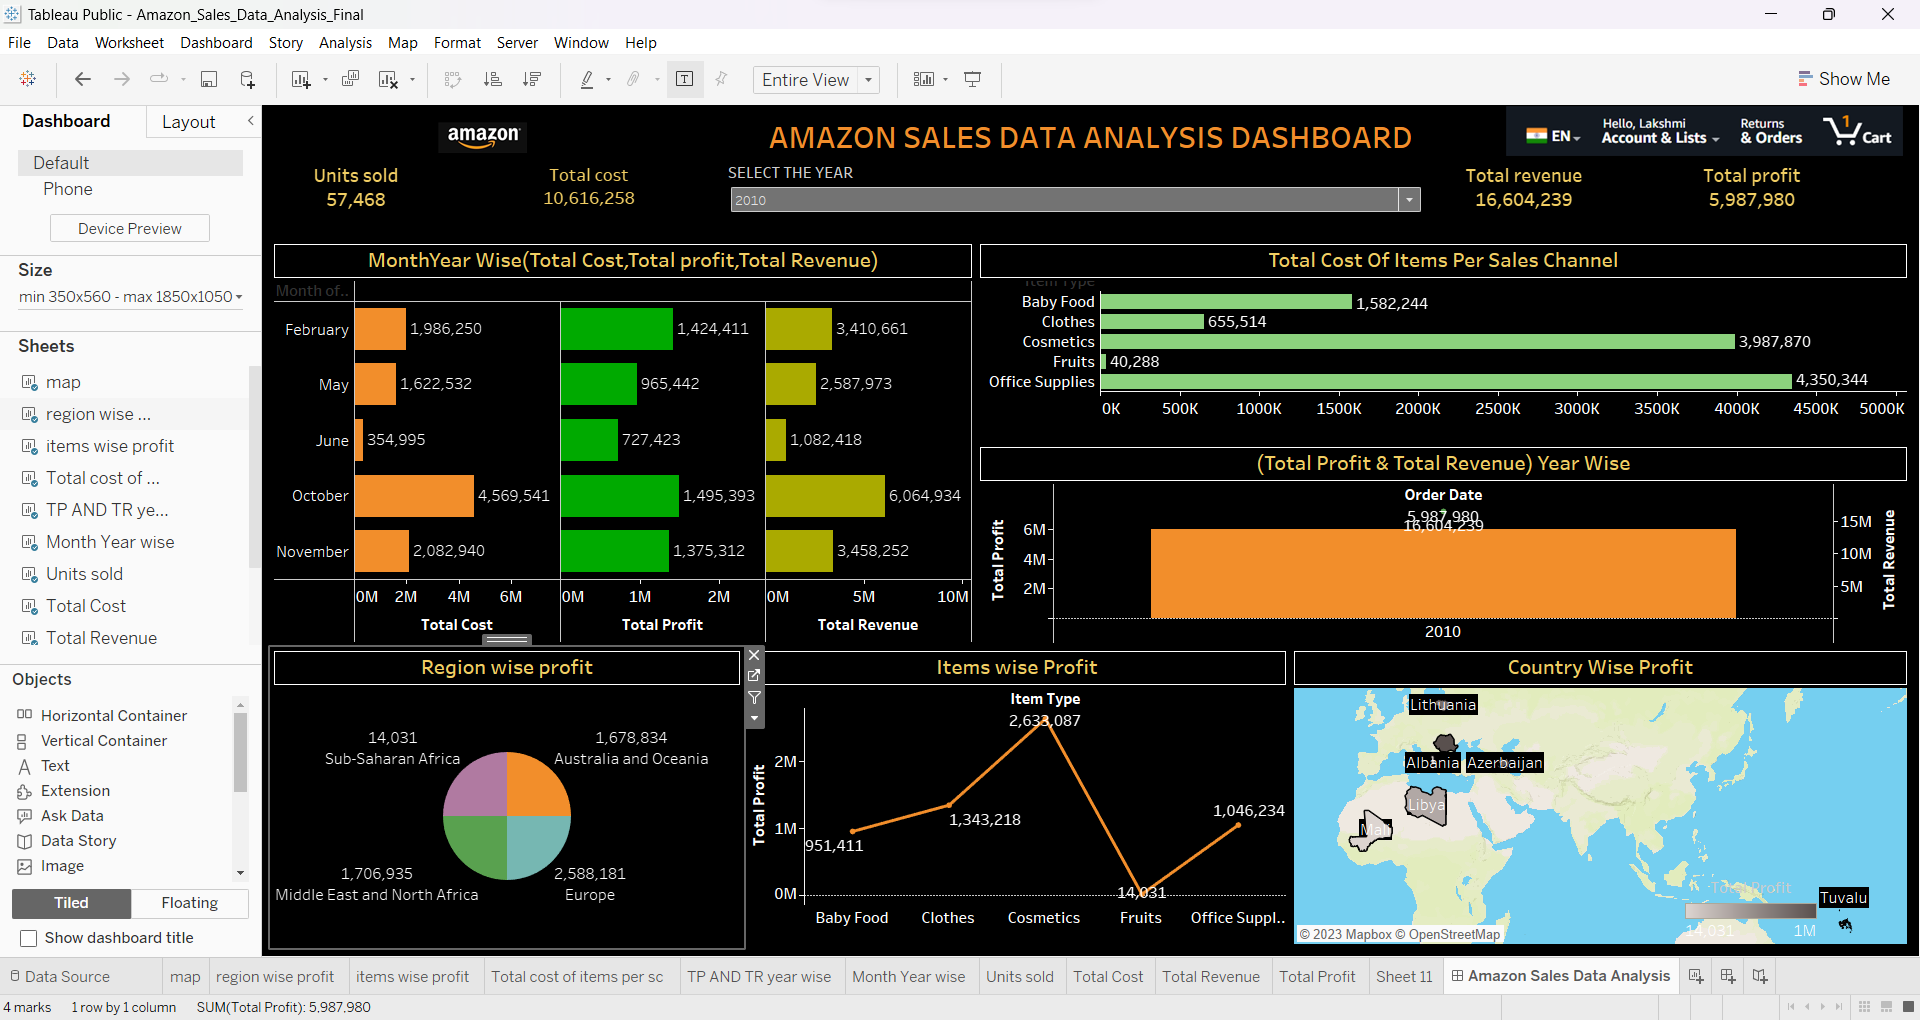 Tableau Public - Amazon_Sales_Data_Analysis_Final
File Data Worksheet Dashboard Story Analysis Map Format Server Window Help
Entire View
Show Me
Dashboard Layout
Default
Phone
Device Preview
Size
min 350x560 - max 1850x1050
Sheets
map
region wise ...
items wise profit
Total cost of ...
TP AND TR ye...
Month Year wise
Units sold
Total Cost
Total Revenue
Objects
Horizontal Container
Vertical Container
Text
Extension
Ask Data
Data Story
Image
Tiled Floating
Show dashboard title
amazon
AMAZON SALES DATA ANALYSIS DASHBOARD
EN
Hello, Lakshmi
Account & Lists
Returns
& Orders
1
Cart
Units sold
57,468
Total cost
10,616,258
SELECT THE YEAR
2010
Total revenue
16,604,239
Total profit
5,987,980
MonthYear Wise(Total Cost,Total profit,Total Revenue)
Month of..
February 1,986,250 1,424,411 3,410,661
May 1,622,532 965,442 2,587,973
June 354,995 727,423 1,082,418
October 4,569,541 1,495,393 6,064,934
November 2,082,940 1,375,312 3,458,252
0M 2M 4M 6M 0M 1M 2M 0M 5M 10M
Total Cost Total Profit Total Revenue
Total Cost Of Items Per Sales Channel
Item Type
Baby Food 1,582,244
Clothes 655,514
Cosmetics 3,987,870
Fruits 40,288
Office Supplies 4,350,344
0K 500K 1000K 1500K 2000K 2500K 3000K 3500K 4000K 4500K 5000K
(Total Profit & Total Revenue) Year Wise
Order Date
5,987,980
16,604,239
Total Profit
6M
4M
2M
15M
10M
5M
Total Revenue
2010
Region wise profit
14,031
Sub-Saharan Africa
1,678,834
Australia and Oceania
1,706,935
Middle East and North Africa
2,588,181
Europe
Items wise Profit
Item Type
2,633,087
Total Profit
2M
1M
0M
951,411
1,343,218
14,031
1,046,234
Baby Food Clothes Cosmetics Fruits Office Suppl..
Country Wise Profit
Lithuania
Albania Azerbaijan
Libya
Mali
Tuvalu
Total Profit
14,031 1M
© 2023 Mapbox © OpenStreetMap
Data Source map region wise profit items wise profit Total cost of items per sc TP AND TR year wise Month Year wise Units sold Total Cost Total Revenue Total Profit Sheet 11 Amazon Sales Data Analysis
4 marks 1 row by 1 column SUM(Total Profit): 5,987,980